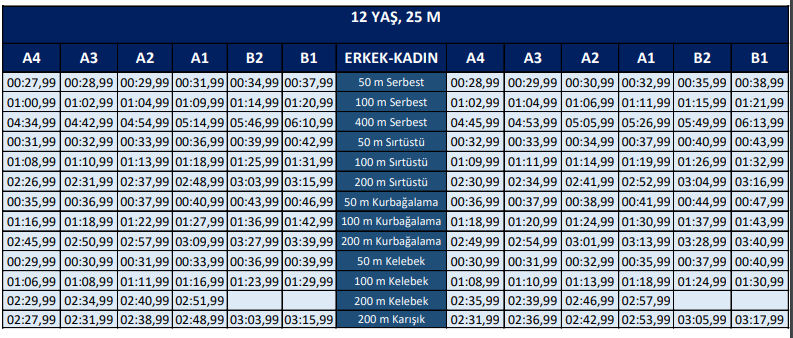 12 YAŞ, 25 M
A4 A3 A2 A1 B2 B1 ERKEK-KADIN A4 A3 A2 A1 B2 B1
00:27,99 00:28,99 00:29,99 00:31,99 00:34,99 00:37,99 50 m Serbest 00:28,99 00:29,99 00:30,99 00:32,99 00:35,99 00:38,99
01:00,99 01:02,99 01:04,99 01:09,99 01:14,99 01:20,99 100 m Serbest 01:02,99 01:04,99 01:06,99 01:11,99 01:15,99 01:21,99
04:34,99 04:42,99 04:54,99 05:14,99 05:46,99 06:10,99 400 m Serbest 04:45,99 04:53,99 05:05,99 05:26,99 05:49,99 06:13,99
00:31,99 00:32,99 00:33,99 00:36,99 00:39,99 00:42,99 50 m Sırtüstü 00:32,99 00:33,99 00:34,99 00:37,99 00:40,99 00:43,99
01:08,99 01:10,99 01:13,99 01:18,99 01:25,99 01:31,99 100 m Sırtüstü 01:09,99 01:11,99 01:14,99 01:19,99 01:26,99 01:32,99
02:26,99 02:31,99 02:37,99 02:48,99 03:03,99 03:15,99 200 m Sırtüstü 02:30,99 02:34,99 02:41,99 02:52,99 03:04,99 03:16,99
00:35,99 00:36,99 00:37,99 00:40,99 00:43,99 00:46,99 50 m Kurbağalama 00:36,99 00:37,99 00:38,99 00:41,99 00:44,99 00:47,99
01:16,99 01:18,99 01:22,99 01:27,99 01:36,99 01:42,99 100 m Kurbağalama 01:18,99 01:20,99 01:24,99 01:30,99 01:37,99 01:43,99
02:45,99 02:50,99 02:57,99 03:09,99 03:27,99 03:39,99 200 m Kurbağalama 02:49,99 02:54,99 03:01,99 03:13,99 03:28,99 03:40,99
00:29,99 00:30,99 00:31,99 00:33,99 00:36,99 00:39,99 50 m Kelebek 00:30,99 00:31,99 00:32,99 00:35,99 00:37,99 00:40,99
01:06,99 01:08,99 01:11,99 01:16,99 01:23,99 01:29,99 100 m Kelebek 01:08,99 01:10,99 01:13,99 01:18,99 01:24,99 01:30,99
02:29,99 02:34,99 02:40,99 02:51,99 200 m Kelebek 02:35,99 02:39,99 02:46,99 02:57,99
02:27,99 02:31,99 02:38,99 02:48,99 03:03,99 03:15,99 200 m Karışık 02:31,99 02:36,99 02:42,99 02:53,99 03:05,99 03:17,99